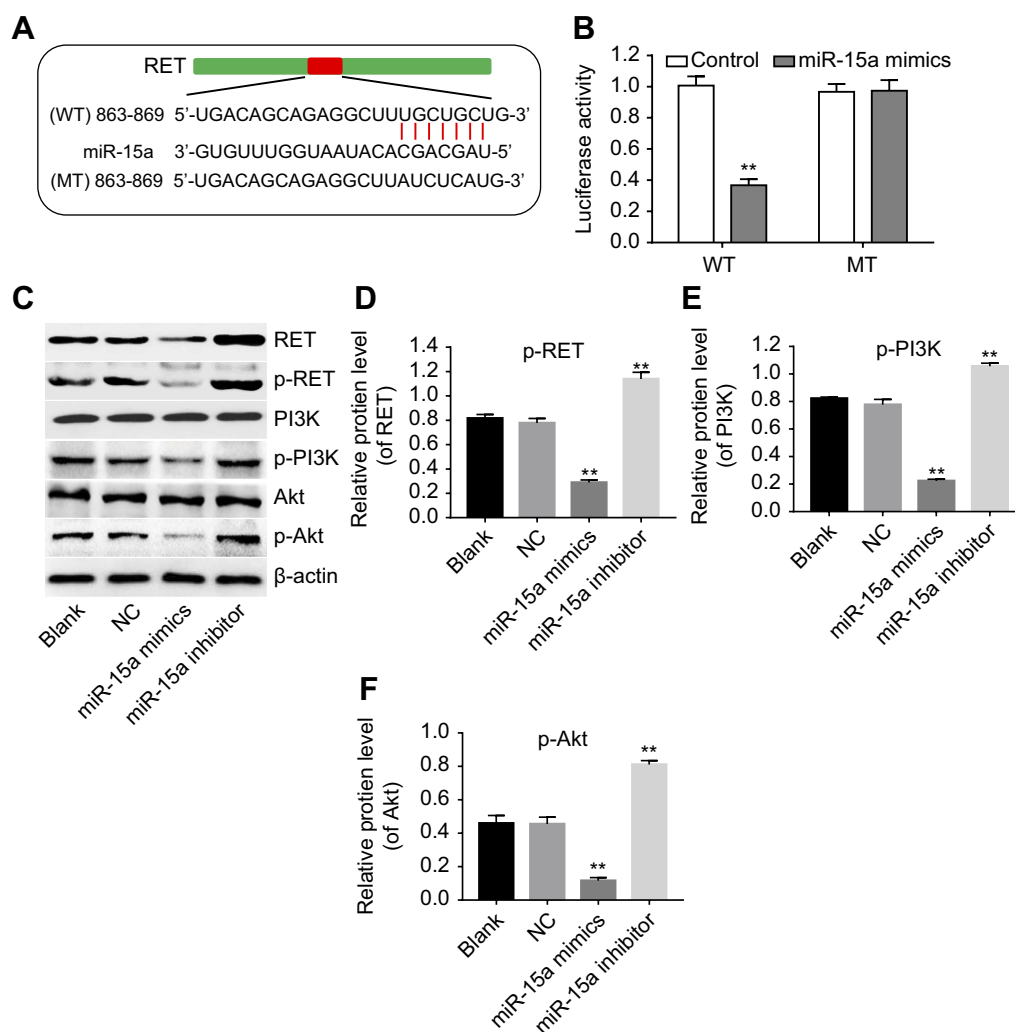 A
RET
(WT) 863-869 5'-UGACAGCAGAGGCUUUGCUGCUG-3'
miR-15a 3'-GUGUUUGGUAAUACACGACGAU-5'
(MT) 863-869 5'-UGACAGCAGAGGCUUAUCUCAUG-3'
B
Control miR-15a mimics
Luciferase activity
1.2
1.0
0.8
0.6
0.4
0.2
0.0
**
WT MT
C
RET
p-RET
PI3K
p-PI3K
Akt
p-Akt
β-actin
Blank
NC
miR-15a mimics
miR-15a inhibitor
D
p-RET
Relative protien level
(of RET)
1.4
1.2
1.0
0.8
0.6
0.4
0.2
0.0
**
**
Blank
NC
miR-15a mimics
miR-15a inhibitor
E
p-PI3K
Relative protien level
(of PI3K)
1.2
1.0
0.8
0.6
0.4
0.2
0.0
**
**
Blank
NC
miR-15a mimics
miR-15a inhibitor
F
p-Akt
Relative protien level
(of Akt)
1.0
0.8
0.6
0.4
0.2
0.0
**
**
Blank
NC
miR-15a mimics
miR-15a inhibitor